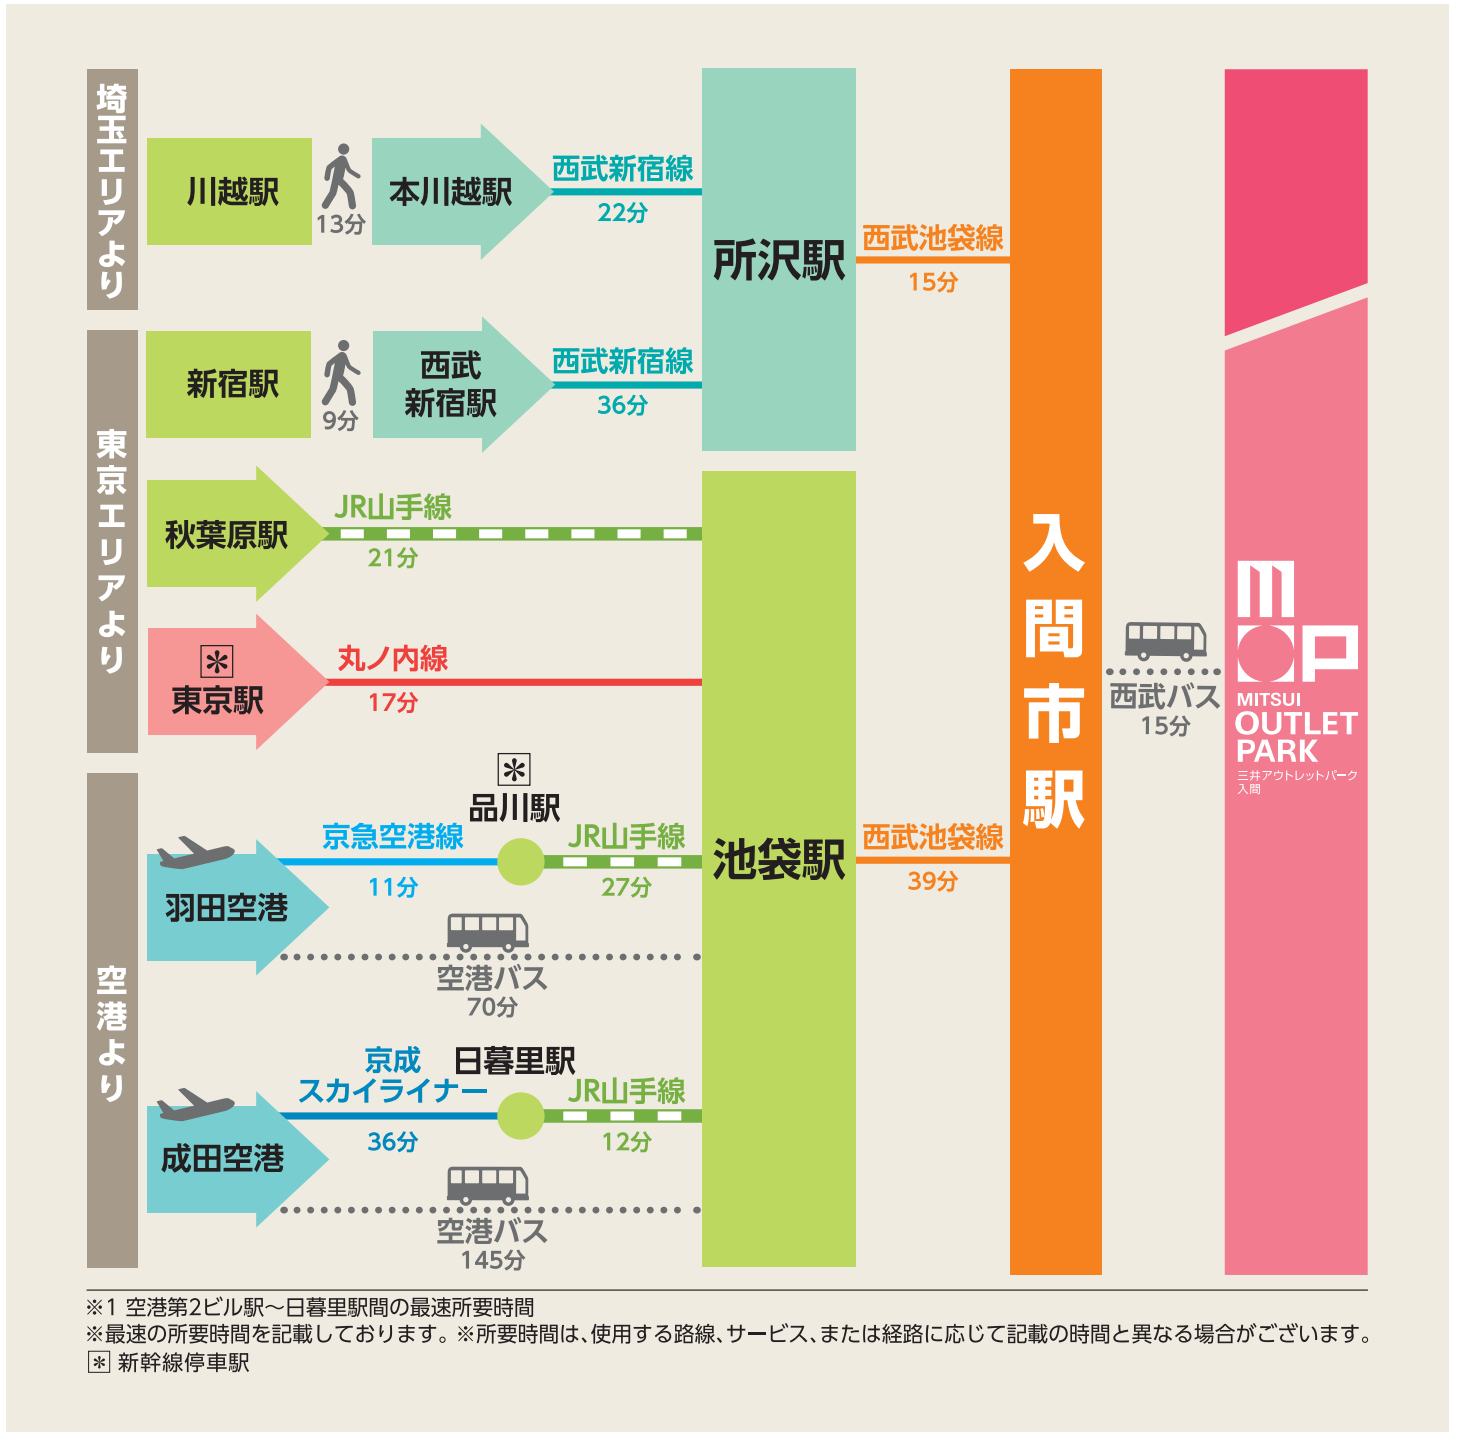 埼玉エリアより
川越駅
13分
本川越駅
西武新宿線
22分
所沢駅
西武池袋線
15分
東京エリアより
新宿駅
9分
西武
新宿駅
西武新宿線
36分
秋葉原駅
JR山手線
21分
＊
東京駅
丸ノ内線
17分
空港より
羽田空港
京急空港線
11分
＊
品川駅
JR山手線
27分
空港バス
70分
成田空港
京成
スカイライナー
36分
日暮里駅
JR山手線
12分
空港バス
145分
池袋駅
西武池袋線
39分
入間市駅
西武バス
15分
MOP
MITSUI
OUTLET
PARK
三井アウトレットパーク
入間
※1 空港第2ビル駅～日暮里駅間の最速所要時間
※最速の所要時間を記載しております。※所要時間は、使用する路線、サービス、または経路に応じて記載の時間と異なる場合がございます。
＊ 新幹線停車駅